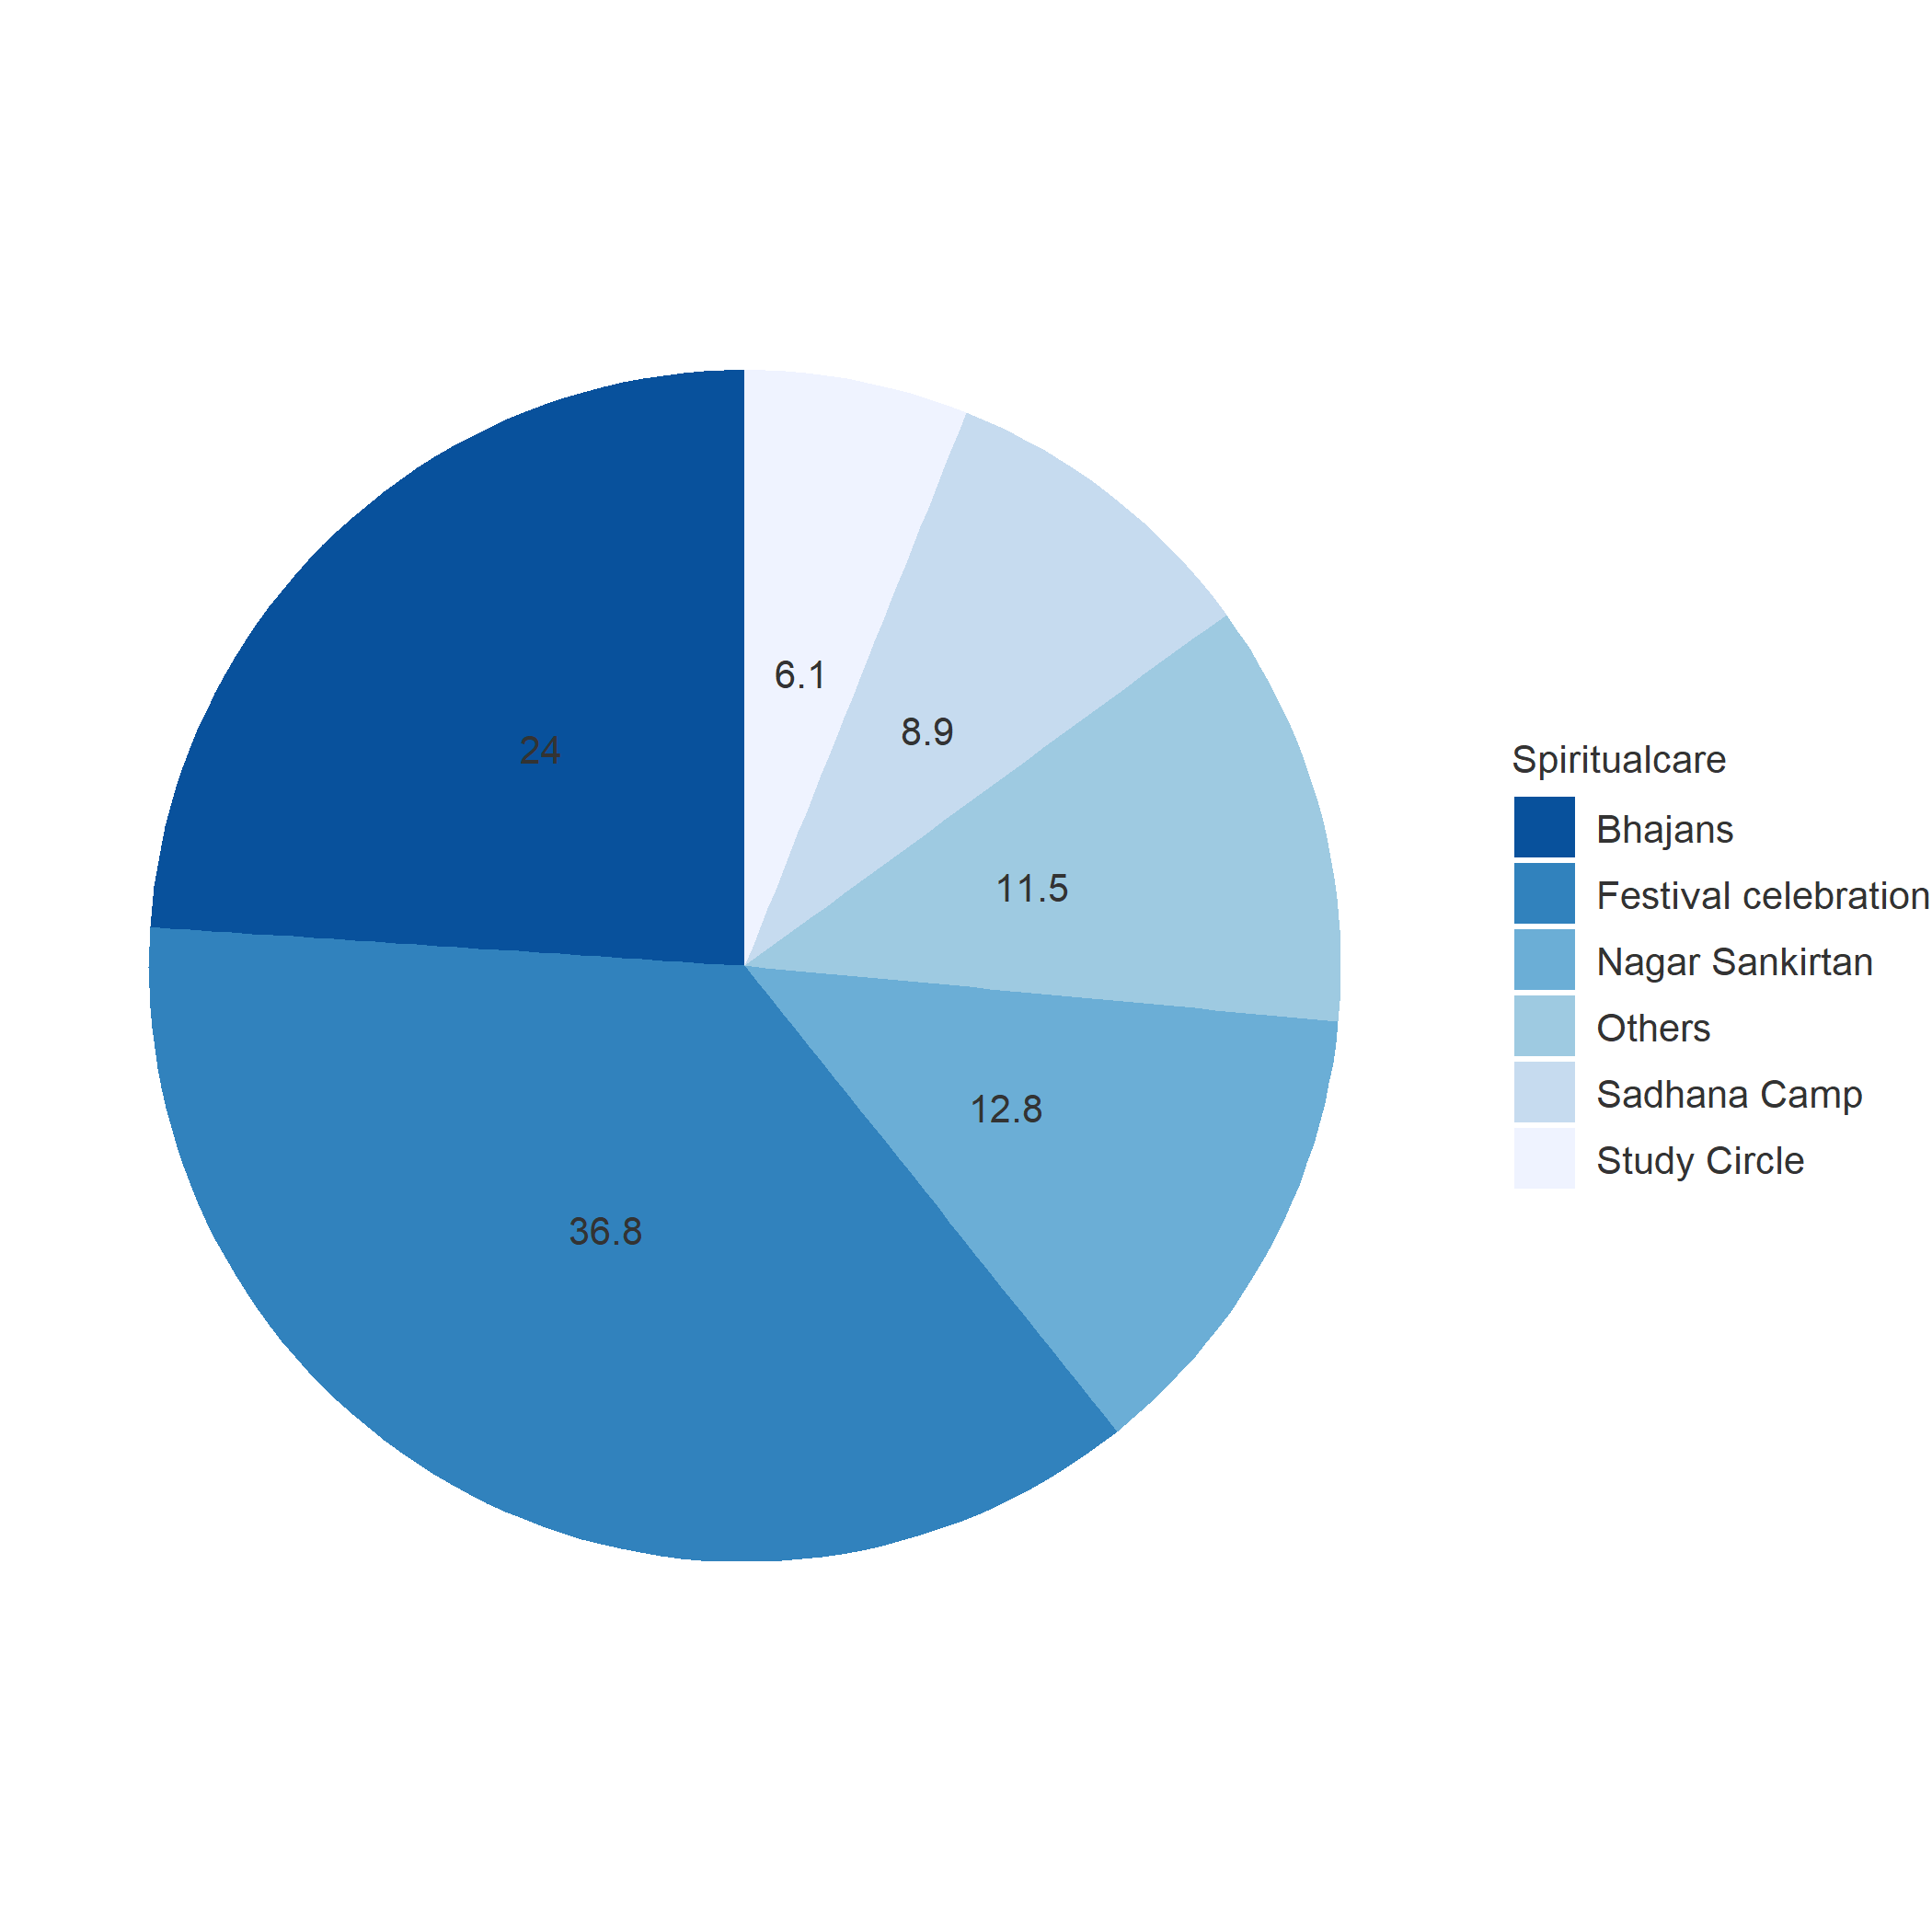 6.1
8.9
24
11.5
12.8
36.8
Spiritualcare
Bhajans
Festival celebration
Nagar Sankirtan
Others
Sadhana Camp
Study Circle